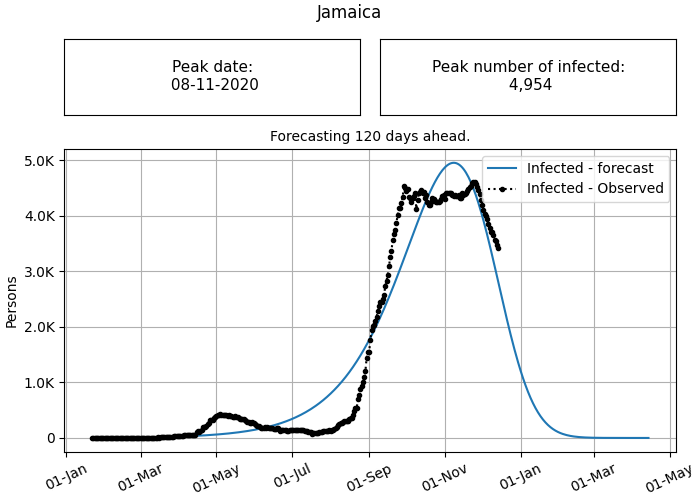 Jamaica
Peak date:
08-11-2020
Peak number of infected:
4,954
Forecasting 120 days ahead.
Infected - forecast
Infected - Observed
Persons
5.0K
4.0K
3.0K
2.0K
1.0K
0
01-Jan
01-Mar
01-May
01-Jul
01-Sep
01-Nov
01-Jan
01-Mar
01-May